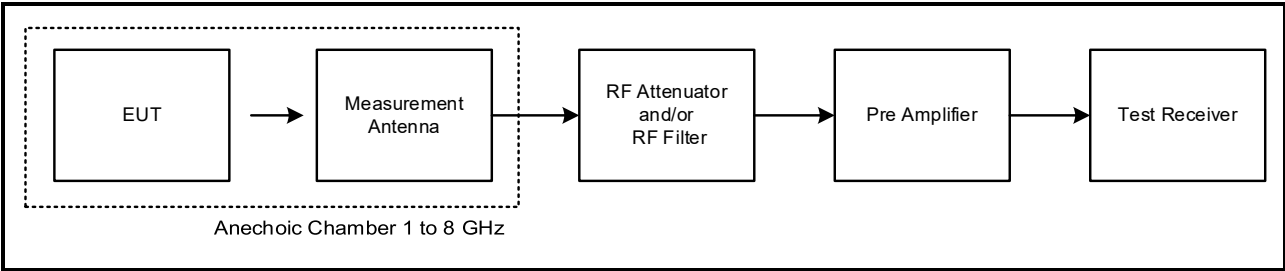 EUT
Measurement
Antenna
RF Attenuator
and/or
RF Filter
Pre Amplifier
Test Receiver
Anechoic Chamber 1 to 8 GHz